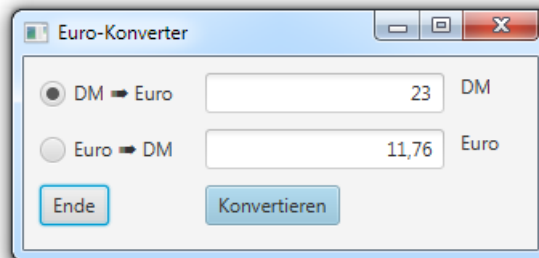 Euro-Konverter
DM ➡ Euro 23 DM
Euro ➡ DM 11,76 Euro
Ende Konvertieren